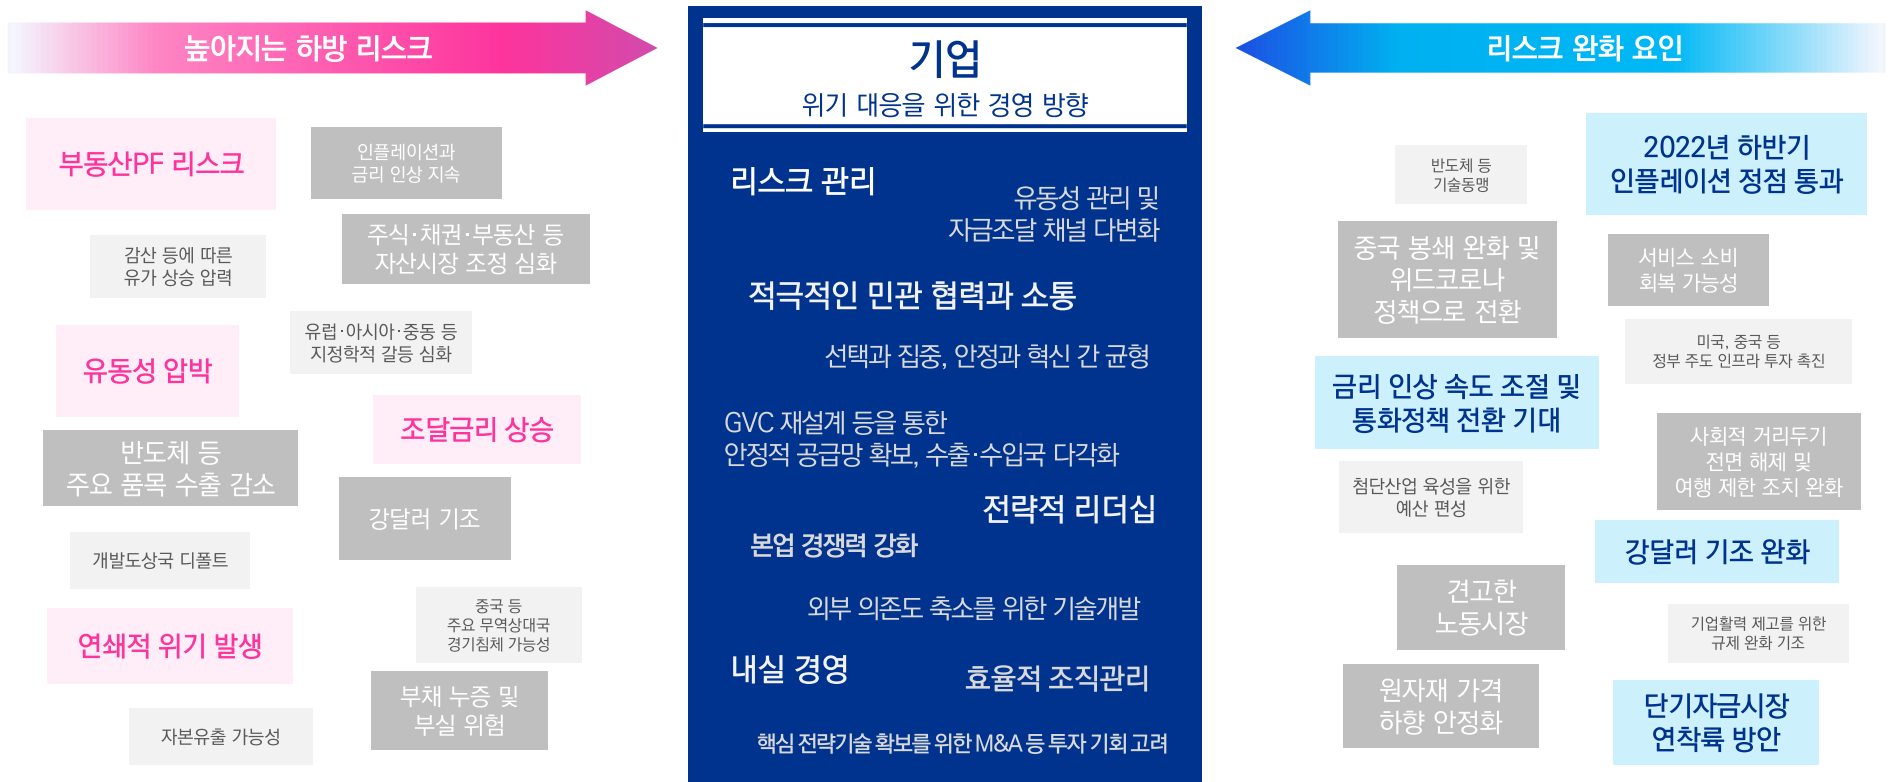 높아지는 하방 리스크
부동산PF 리스크
인플레이션과
금리 인상 지속
감산 등에 따른
유가 상승 압력
주식·채권·부동산 등
자산시장 조정 심화
유동성 압박
유럽·아시아·중동 등
지정학적 갈등 심화
조달금리 상승
반도체 등
주요 품목 수출 감소
강달러 기조
개발도상국 디폴트
중국 등
주요 무역상대국
경기침체 가능성
연쇄적 위기 발생
부채 누증 및
부실 위험
자본유출 가능성
기업
위기 대응을 위한 경영 방향
리스크 관리
유동성 관리 및
자금조달 채널 다변화
적극적인 민관 협력과 소통
선택과 집중, 안정과 혁신 간 균형
GVC 재설계 등을 통한
안정적 공급망 확보, 수출·수입국 다각화
전략적 리더십
본업 경쟁력 강화
외부 의존도 축소를 위한 기술개발
내실 경영
효율적 조직관리
핵심 전략기술 확보를 위한 M&A 등 투자 기회 고려
리스크 완화 요인
반도체 등
기술동맹
2022년 하반기
인플레이션 정점 통과
중국 봉쇄 완화 및
위드코로나
정책으로 전환
서비스 소비
회복 가능성
미국, 중국 등
정부 주도 인프라 투자 촉진
금리 인상 속도 조절 및
통화정책 전환 기대
사회적 거리두기
전면 해제 및
여행 제한 조치 완화
첨단산업 육성을 위한
예산 편성
강달러 기조 완화
견고한
노동시장
기업활력 제고를 위한
규제 완화 기조
원자재 가격
하향 안정화
단기자금시장
연착륙 방안